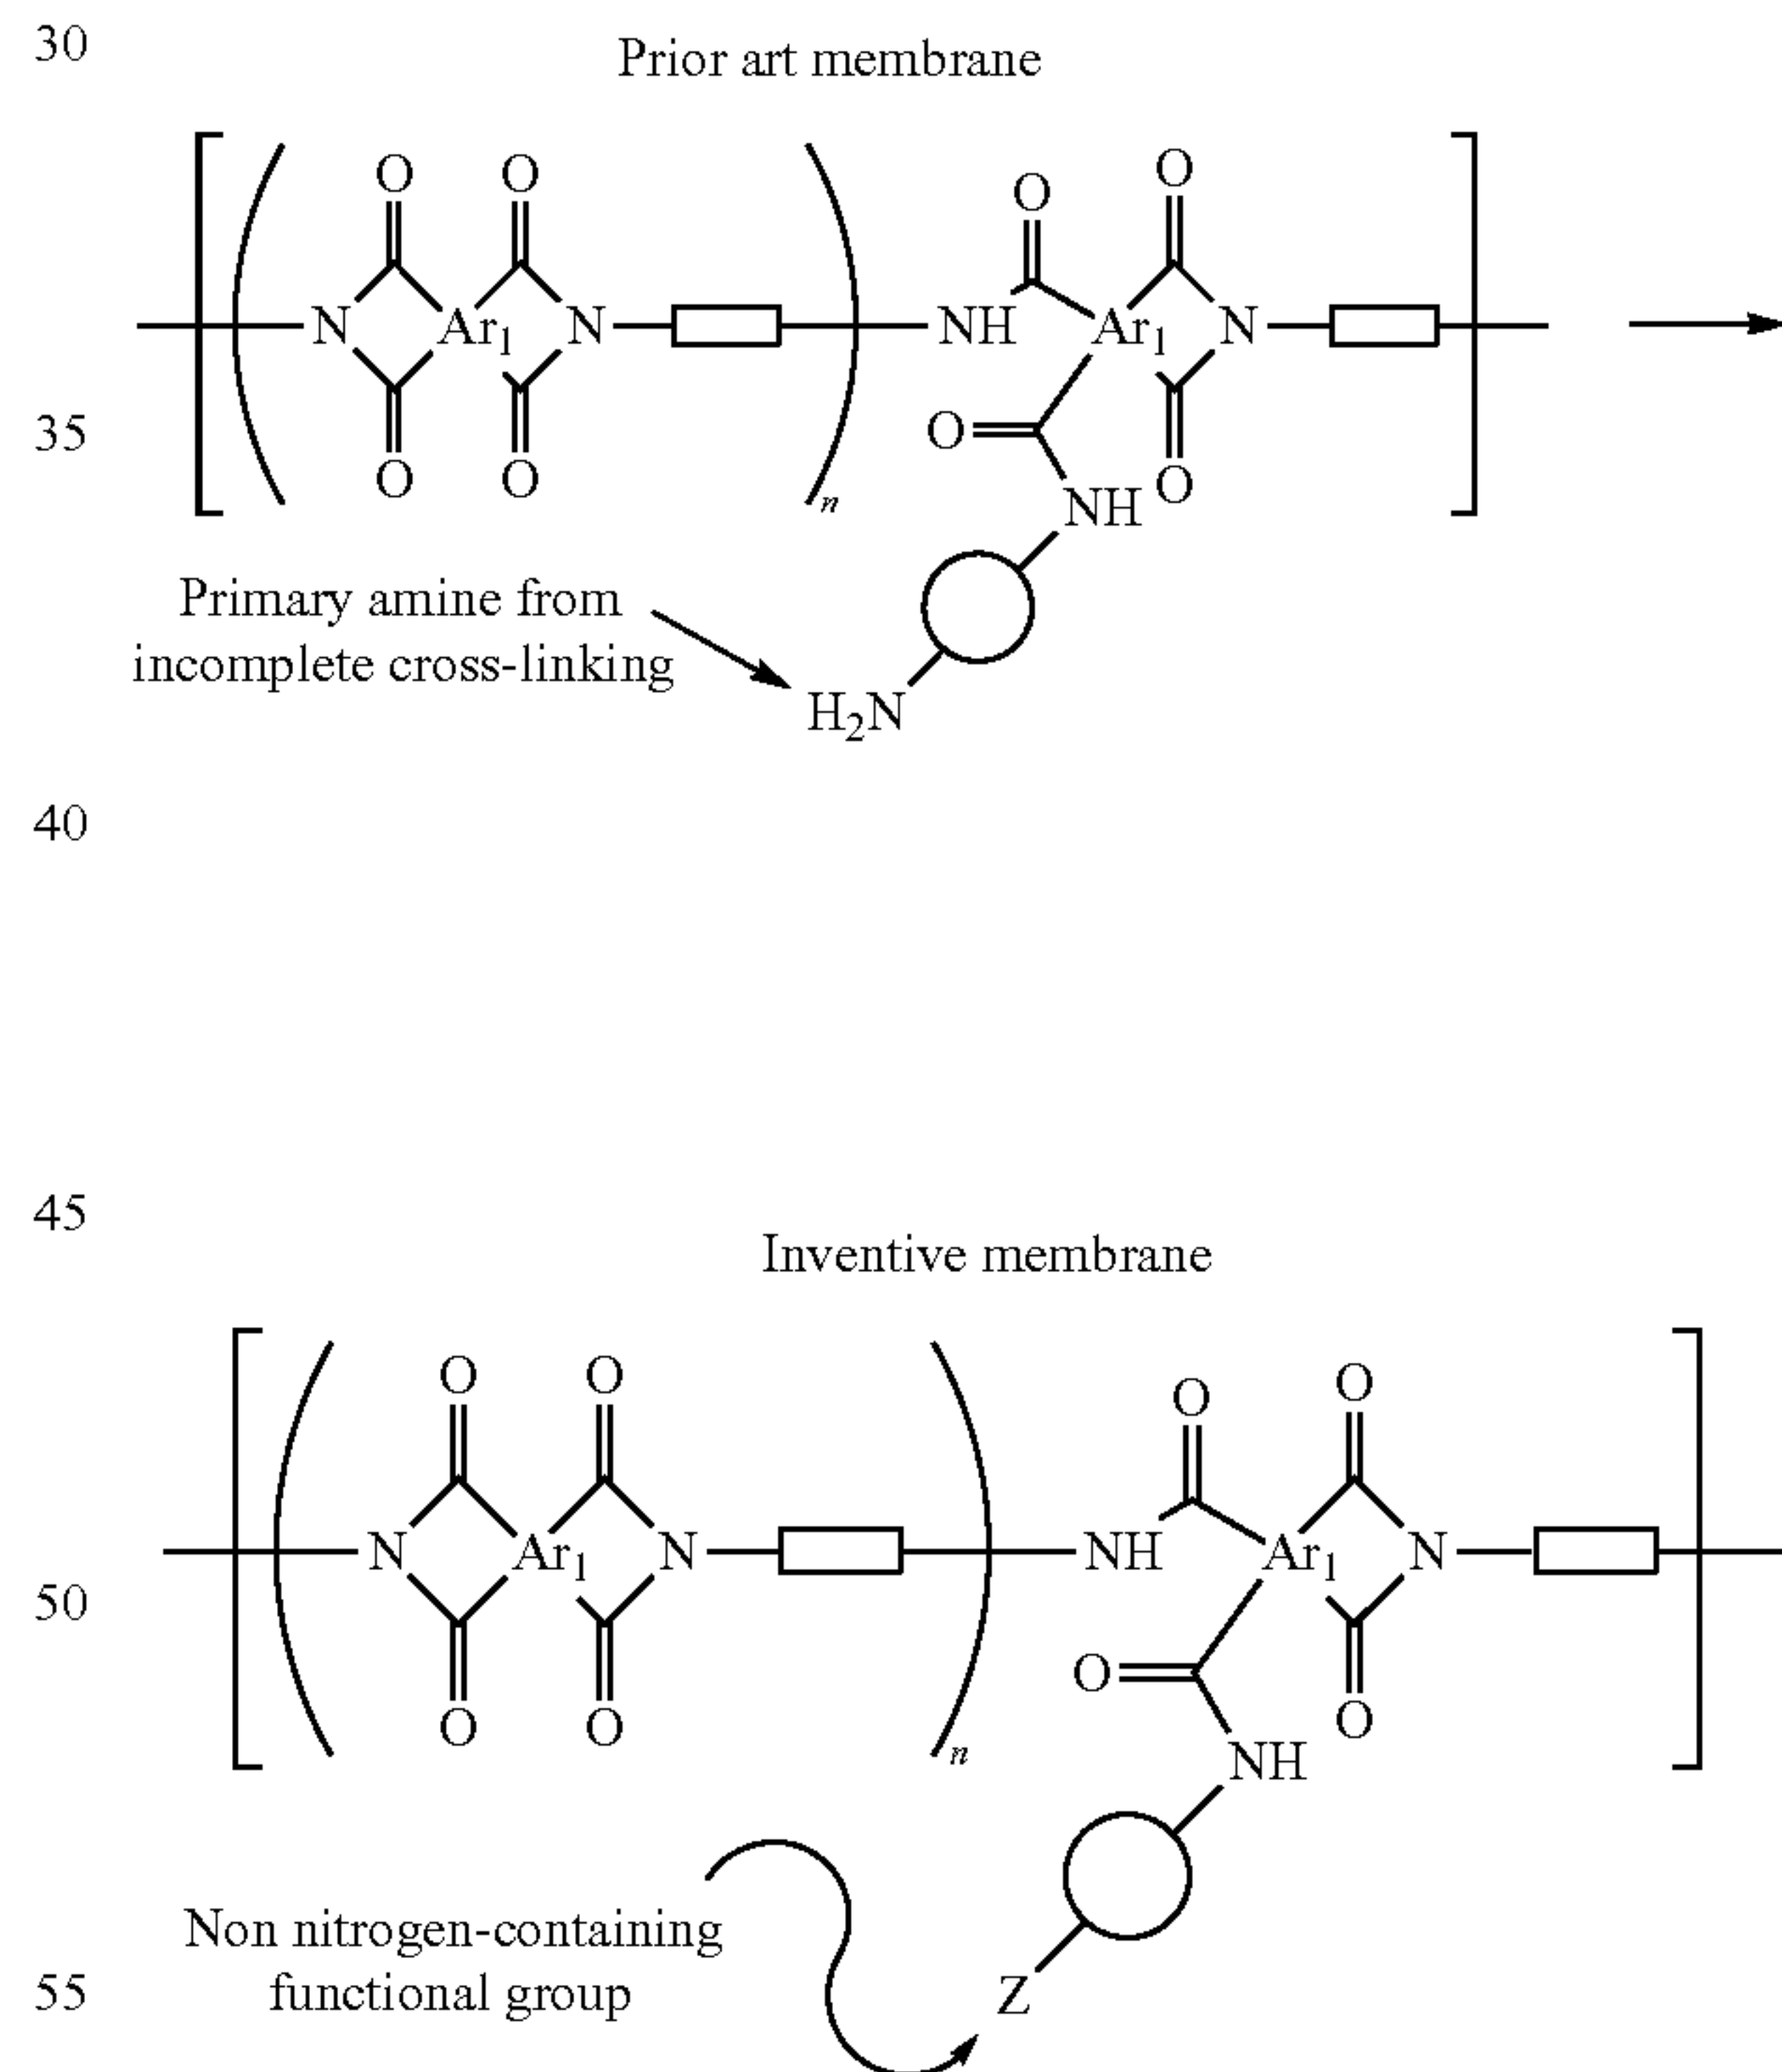 30
Prior art membrane
O O O O
N Ar1 N NH Ar1 N
35
O
O O n NH O
Primary amine from
incomplete cross-linking
H2N
40
45
Inventive membrane
O O O O
N Ar1 N NH Ar1 N
50
O
O O n NH O
Non nitrogen-containing
functional group
55
Z